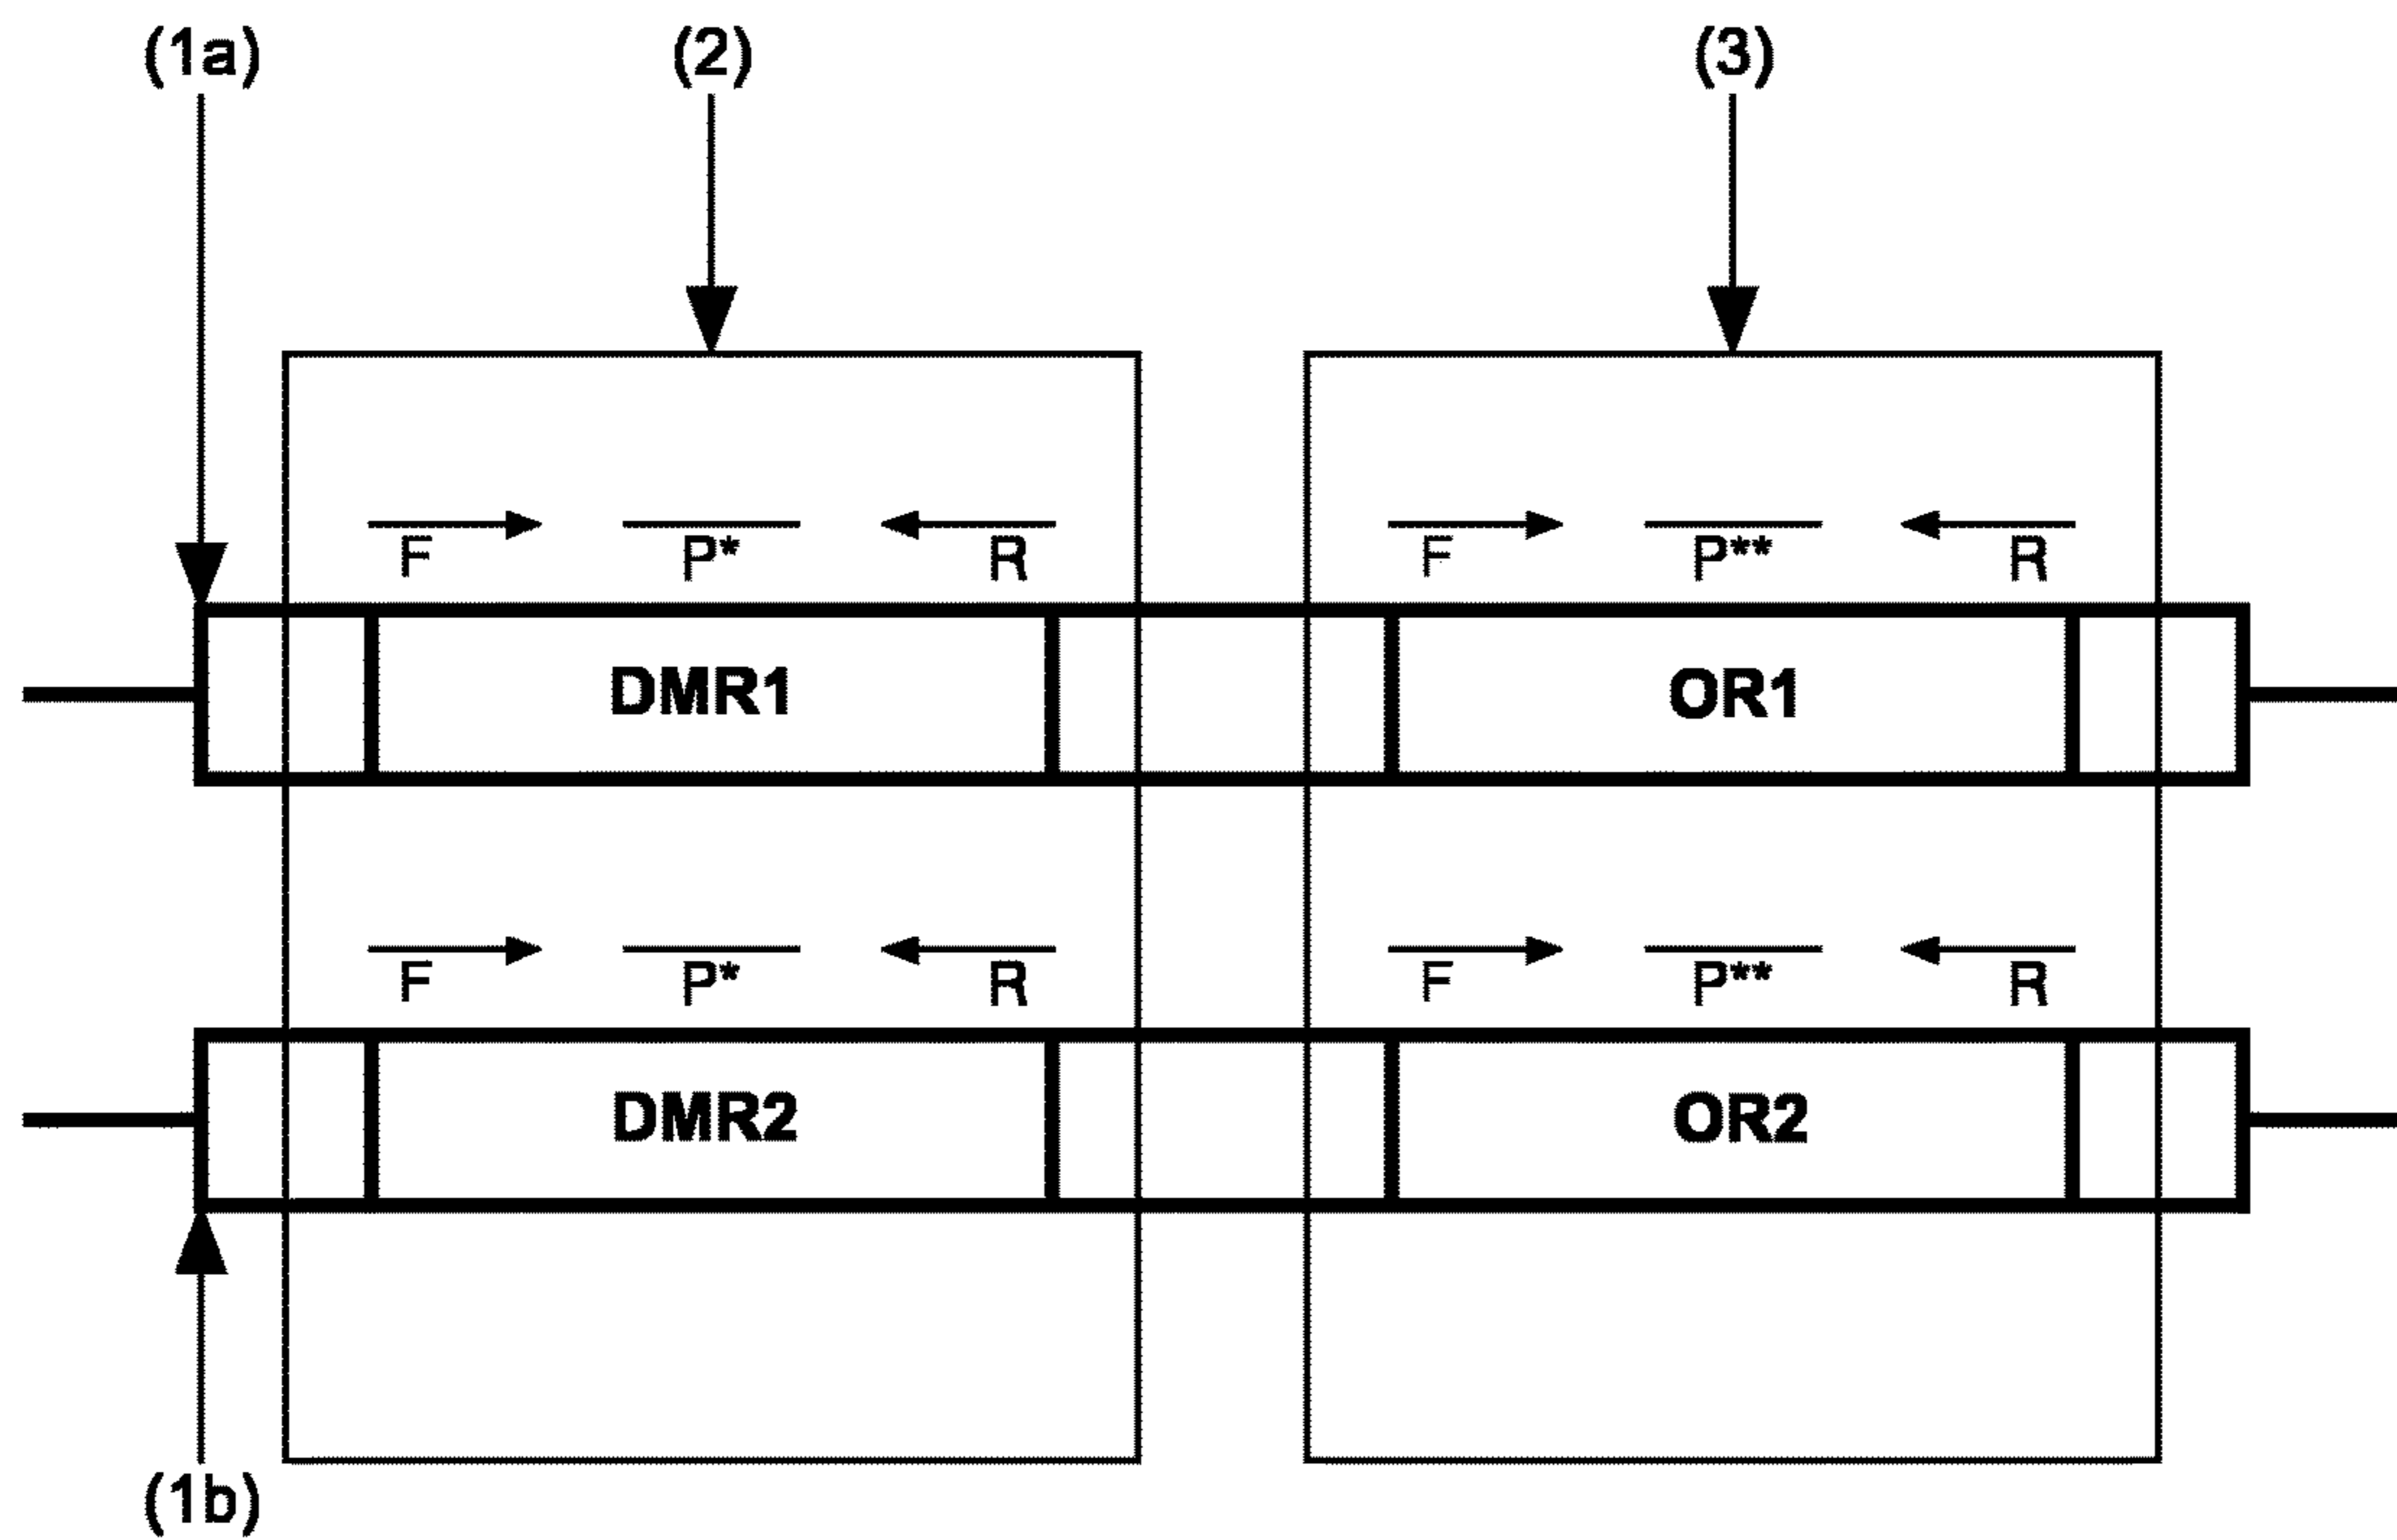 (1a) (2) (3)
F P* R F P** R
DMR1 OR1
F P* R F P** R
DMR2 OR2
(1b)